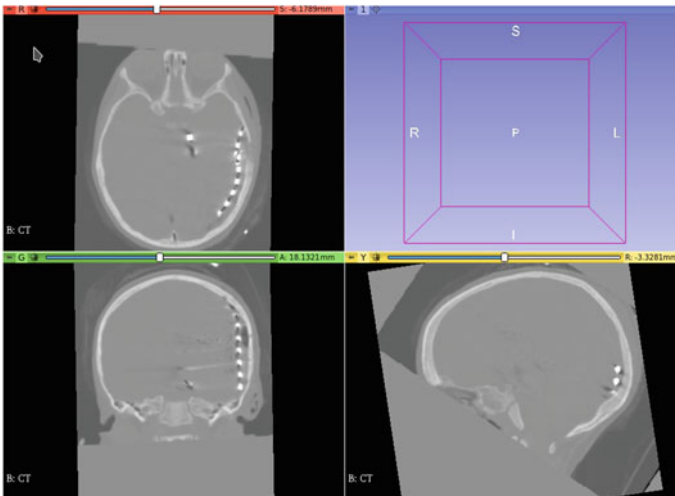 R S: -6.1789mm
1
S
R P L
I
B: CT
G A: 18.1321mm
Y R: -3.3281mm
B: CT
B: CT